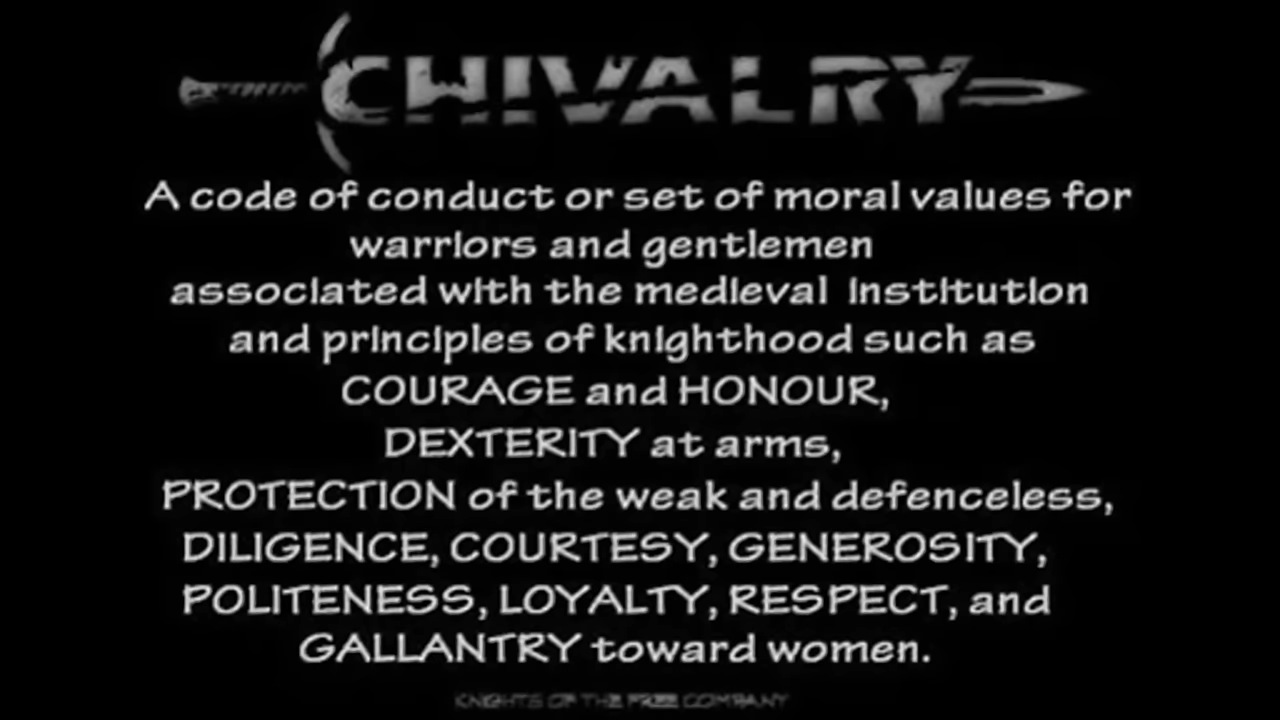 CHIVALRY
A code of conduct or set of moral values for
warriors and gentlemen
associated with the medieval institution
and principles of knighthood such as
COURAGE and HONOUR,
DEXTERITY at arms,
PROTECTION of the weak and defenceless,
DILIGENCE, COURTESY, GENEROSITY,
POLITENESS, LOYALTY, RESPECT, and
GALLANTRY toward women.
KNIGHTS OF THE FREE COMPANY